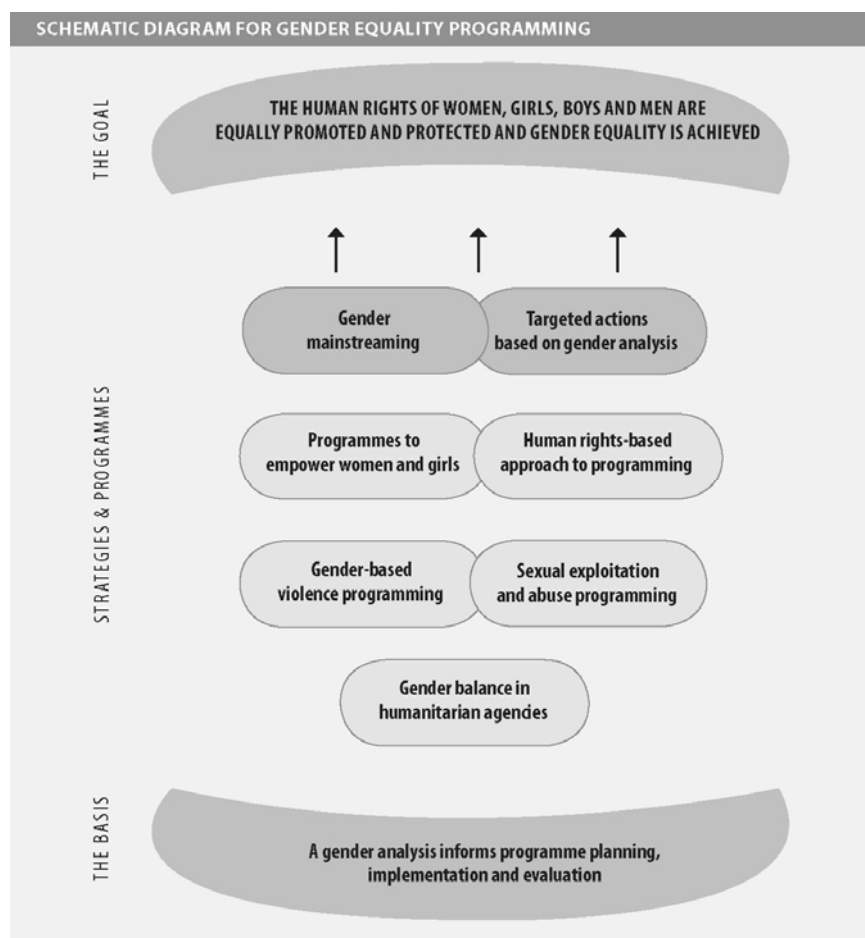 SCHEMATIC DIAGRAM FOR GENDER EQUALITY PROGRAMMING
THE GOAL
THE HUMAN RIGHTS OF WOMEN, GIRLS, BOYS AND MEN ARE
EQUALLY PROMOTED AND PROTECTED AND GENDER EQUALITY IS ACHIEVED
STRATEGIES & PROGRAMMES
Gender
mainstreaming
Targeted actions
based on gender analysis
Programmes to
empower women and girls
Human rights-based
approach to programming
Gender-based
violence programming
Sexual exploitation
and abuse programming
Gender balance in
humanitarian agencies
THE BASIS
A gender analysis informs programme planning,
implementation and evaluation